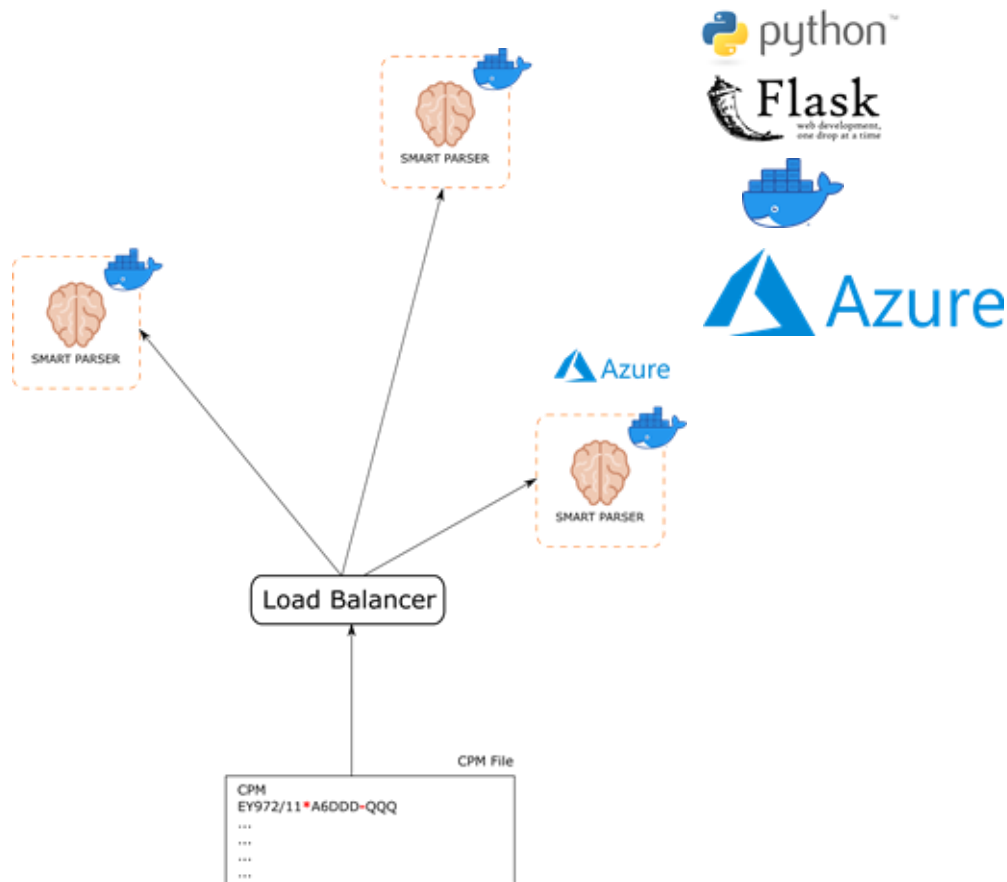 python™
Flask
web development,
one drop at a time
Azure
SMART PARSER
SMART PARSER
Azure
SMART PARSER
Load Balancer
CPM File
CPM
EY972/11*A6DDD-QQQ
...
...
...
...